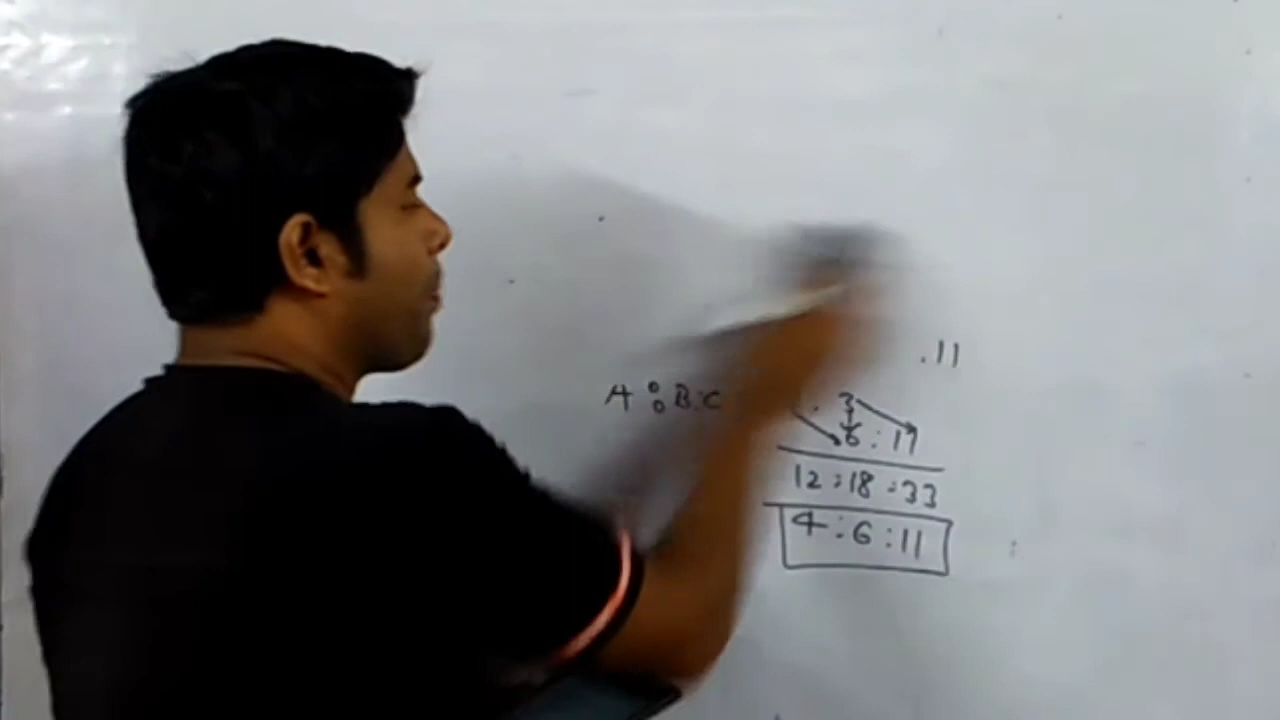 . 11
A : B : C
3
6 : 11
12 : 18 : 33
4 : 6 : 11